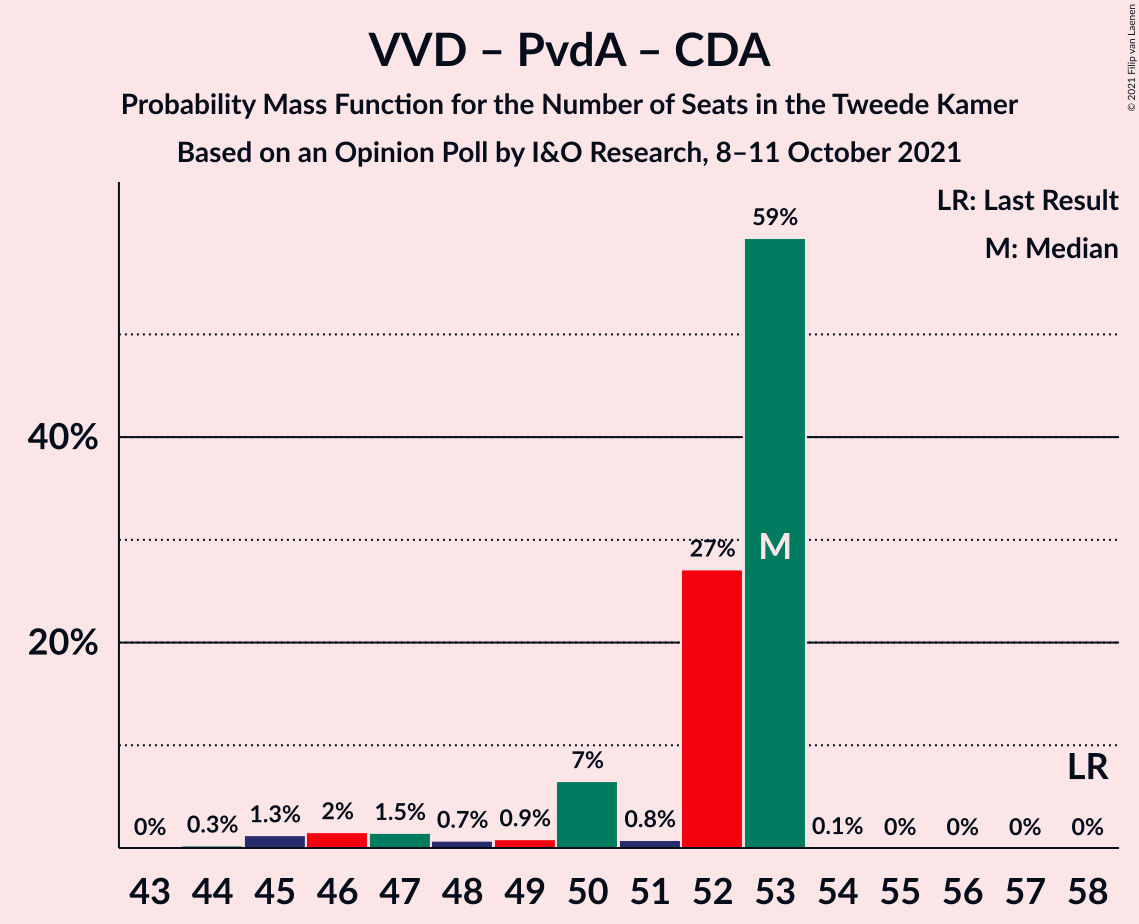 VVD – PvdA – CDA
Probability Mass Function for the Number of Seats in the Tweede Kamer
Based on an Opinion Poll by I&O Research, 8–11 October 2021
© 2021 Filip van Laenen
LR: Last Result
M: Median
59%
40%
27%
M
20%
LR
7%
0%
0.3%
1.3%
2%
1.5%
0.7%
0.9%
0.8%
0.1%
0%
0%
0%
0%
43 44 45 46 47 48 49 50 51 52 53 54 55 56 57 58